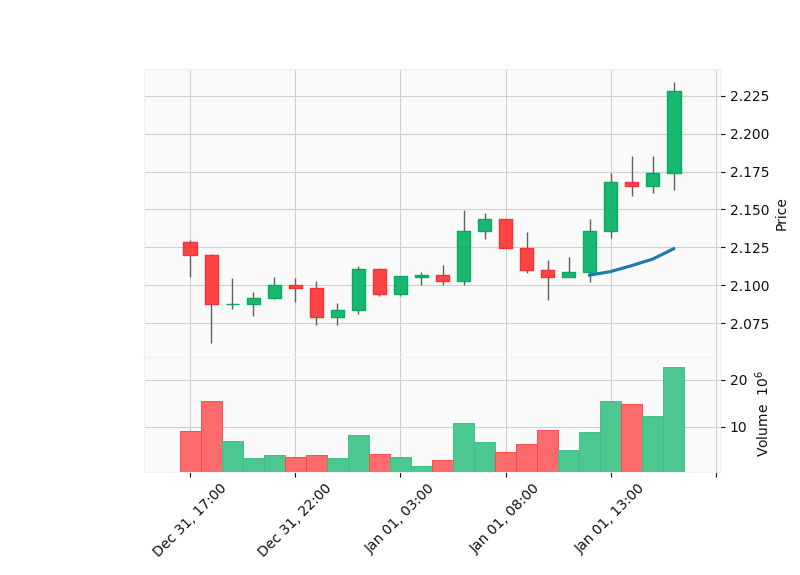 2.225
2.200
2.175
2.150
2.125
2.100
2.075
Price
20
10
Volume 10^6
Dec 31, 17:00
Dec 31, 22:00
Jan 01, 03:00
Jan 01, 08:00
Jan 01, 13:00